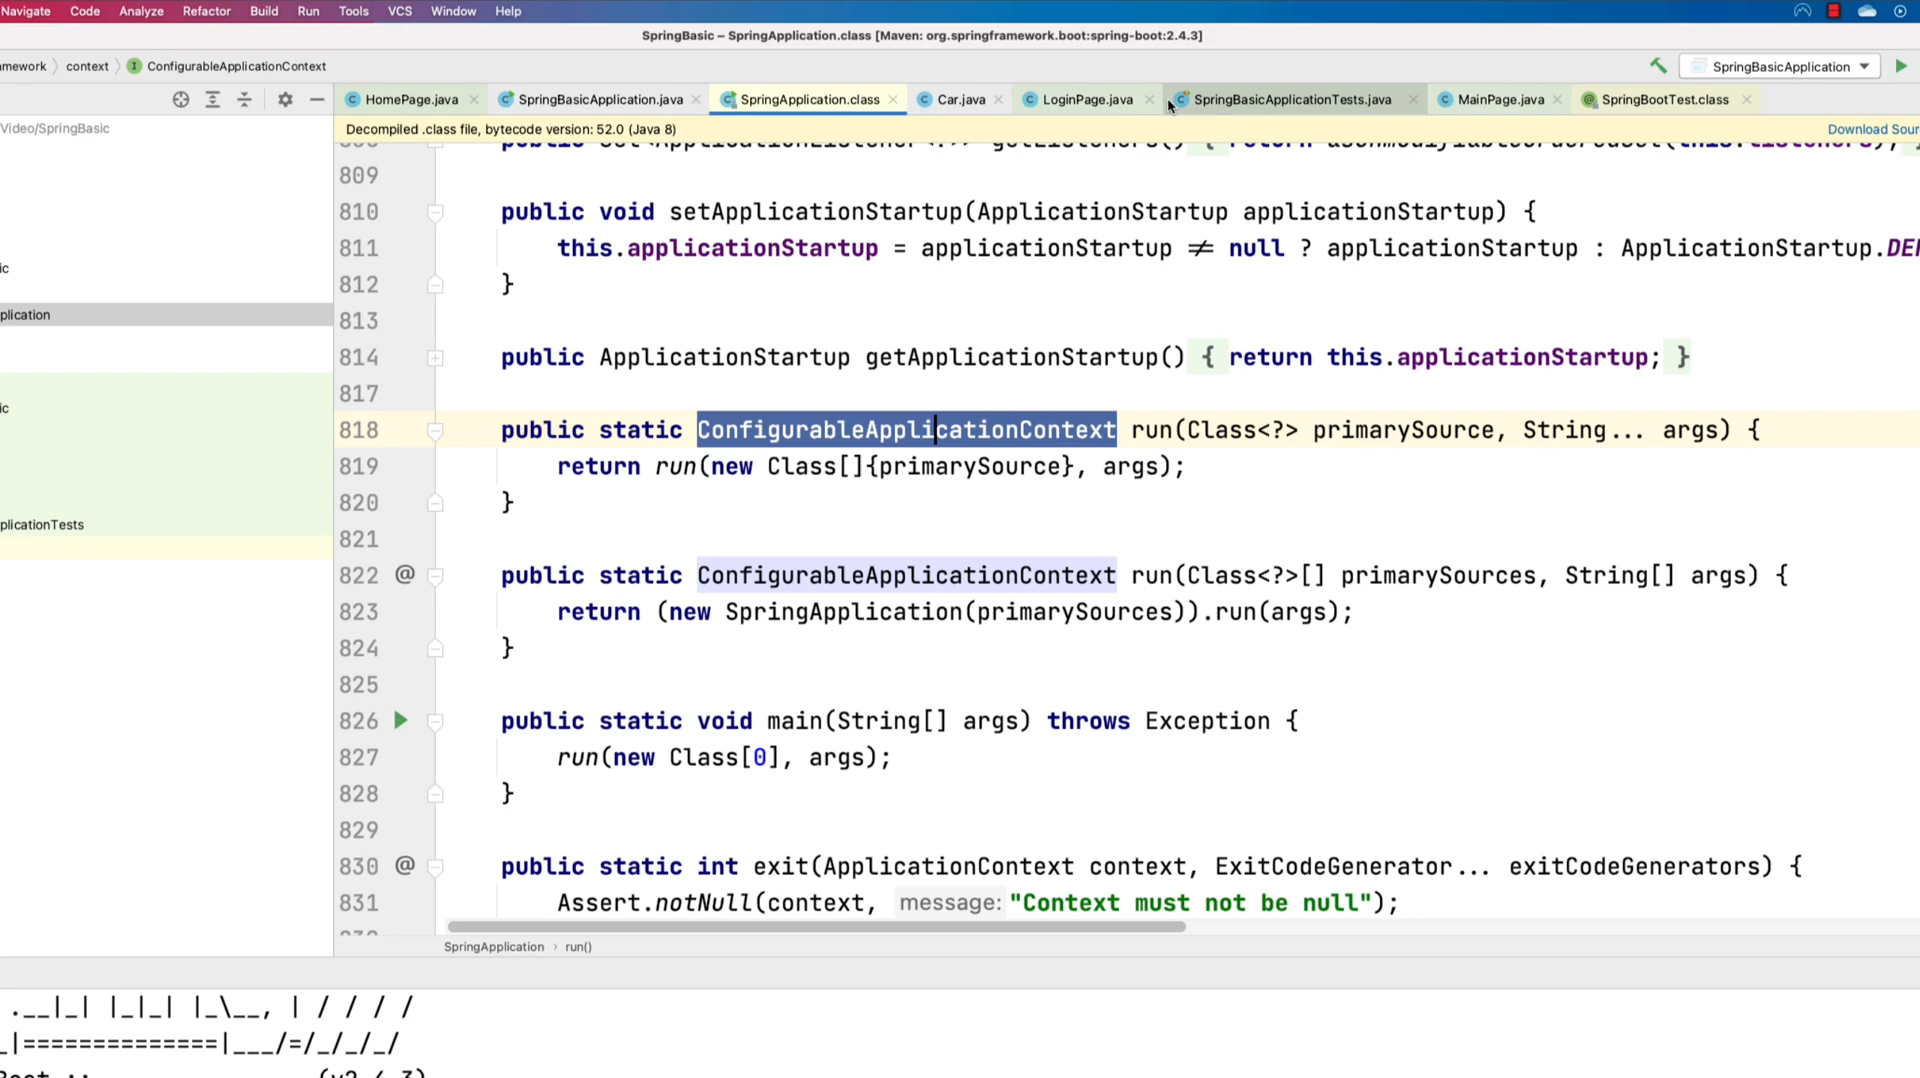 Navigate Code Analyze Refactor Build Run Tools VCS Window Help
SpringBasic – SpringApplication.class [Maven: org.springframework.boot:spring-boot:2.4.3]
mework context ConfigurableApplicationContext SpringBasicApplication
HomePage.java SpringBasicApplication.java SpringApplication.class Car.java LoginPage.java SpringBasicApplicationTests.java MainPage.java SpringBootTest.class
Video/SpringBasic
Decompiled .class file, bytecode version: 52.0 (Java 8) Download Sour
809
810 public void setApplicationStartup(ApplicationStartup applicationStartup) {
811 this.applicationStartup = applicationStartup ≠ null ? applicationStartup : ApplicationStartup.DEF
812 }
813
814 public ApplicationStartup getApplicationStartup() { return this.applicationStartup; }
817
818 public static ConfigurableApplicationContext run(Class<?> primarySource, String... args) {
819 return run(new Class[]{primarySource}, args);
820 }
821
822 @ public static ConfigurableApplicationContext run(Class<?>[] primarySources, String[] args) {
823 return (new SpringApplication(primarySources)).run(args);
824 }
825
826 public static void main(String[] args) throws Exception {
827 run(new Class[0], args);
828 }
829
830 @ public static int exit(ApplicationContext context, ExitCodeGenerator... exitCodeGenerators) {
831 Assert.notNull(context, message: "Context must not be null");
ic
plication
ic
plicationTests
SpringApplication › run()
.__|_| |_|_| |_\__, | / / / /
_|==============|___/=/_/_/_/